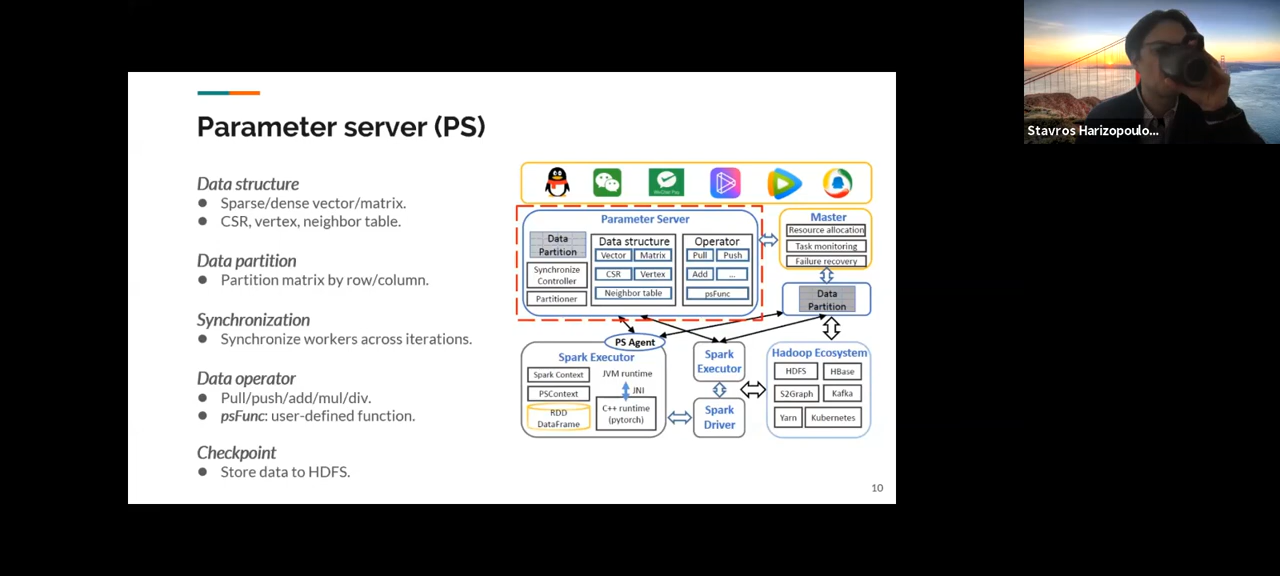 Parameter server (PS)
Data structure
● Sparse/dense vector/matrix.
● CSR, vertex, neighbor table.
Data partition
● Partition matrix by row/column.
Synchronization
● Synchronize workers across iterations.
Data operator
● Pull/push/add/mul/div.
● psFunc: user-defined function.
Checkpoint
● Store data to HDFS.
WeChat Pay
Parameter Server
Data
Partition
Synchronize
Controller
Partitioner
Data structure
Vector Matrix
CSR Vertex
Neighbor table
Operator
Pull Push
Add ...
psFunc
Master
Resource allocation
Task monitoring
Failure recovery
Data
Partition
PS Agent
Spark Executor
Spark Context
PSContext
RDD
DataFrame
JVM runtime
JNI
C++ runtime
(pytorch)
Spark
Executor
Spark
Driver
Hadoop Ecosystem
HDFS HBase
S2Graph Kafka
Yarn Kubernetes
10
Stavros Harizopoulo...